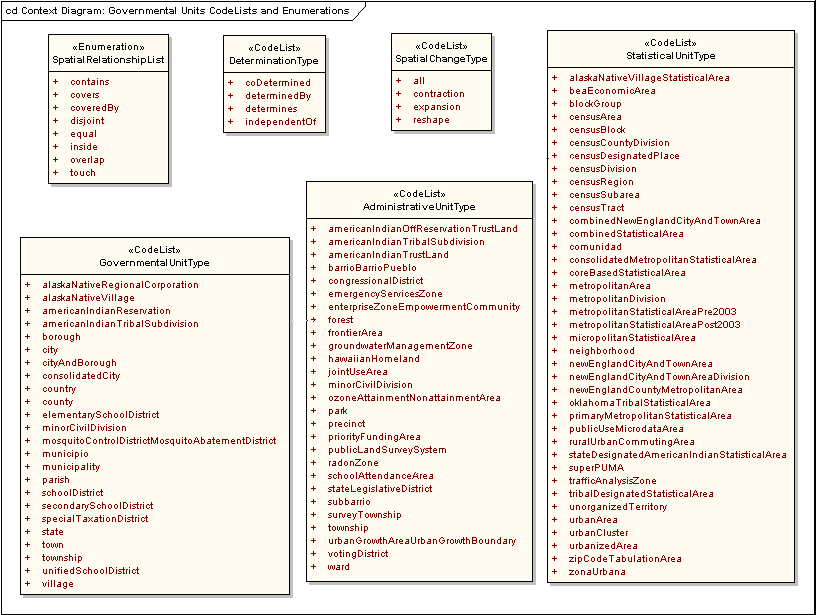 cd Context Diagram: Governmental Units CodeLists and Enumerations
«Enumeration»
SpatialRelationshipList
+ contains
+ covers
+ coveredBy
+ disjoint
+ equal
+ inside
+ overlap
+ touch
«CodeList»
DeterminationType
+ coDetermined
+ determinedBy
+ determines
+ independentOf
«CodeList»
SpatialChangeType
+ all
+ contraction
+ expansion
+ reshape
«CodeList»
StatisticalUnitType
+ alaskaNativeVillageStatisticalArea
+ beaEconomicArea
+ blockGroup
+ censusArea
+ censusBlock
+ censusCountyDivision
+ censusDesignatedPlace
+ censusDivision
+ censusRegion
+ censusSubarea
+ censusTract
+ combinedNewEnglandCityAndTownArea
+ combinedStatisticalArea
+ comunidad
+ consolidatedMetropolitanStatisticalArea
+ coreBasedStatisticalArea
+ metropolitanArea
+ metropolitanDivision
+ metropolitanStatisticalAreaPre2003
+ metropolitanStatisticalAreaPost2003
+ micropolitanStatisticalArea
+ neighborhood
+ newEnglandCityAndTownArea
+ newEnglandCityAndTownAreaDivision
+ newEnglandCountyMetropolitanArea
+ oklahomaTribalStatisticalArea
+ primaryMetropolitanStatisticalArea
+ publicUseMicrodataArea
+ ruralUrbanCommutingArea
+ stateDesignatedAmericanIndianStatisticalArea
+ superPUMA
+ trafficAnalysisZone
+ tribalDesignatedStatisticalArea
+ unorganizedTerritory
+ urbanArea
+ urbanCluster
+ urbanizedArea
+ zipCodeTabulationArea
+ zonaUrbana
«CodeList»
AdministrativeUnitType
+ americanIndianOffReservationTrustLand
+ americanIndianTribalSubdivision
+ americanIndianTrustLand
+ barrioBarrioPueblo
+ congressionalDistrict
+ emergencyServicesZone
+ enterpriseZoneEmpowermentCommunity
+ forest
+ frontierArea
+ groundwaterManagementZone
+ hawaiianHomeland
+ jointUseArea
+ minorCivilDivision
+ ozoneAttainmentNonattainmentArea
+ park
+ precinct
+ priorityFundingArea
+ publicLandSurveySystem
+ radonZone
+ schoolAttendanceArea
+ stateLegislativeDistrict
+ subbarrio
+ surveyTownship
+ township
+ urbanGrowthAreaUrbanGrowthBoundary
+ votingDistrict
+ ward
«CodeList»
GovernmentalUnitType
+ alaskaNativeRegionalCorporation
+ alaskaNativeVillage
+ americanIndianReservation
+ americanIndianTribalSubdivision
+ borough
+ city
+ cityAndBorough
+ consolidatedCity
+ country
+ county
+ elementarySchoolDistrict
+ minorCivilDivision
+ mosquitoControlDistrictMosquitoAbatementDistrict
+ municipio
+ municipality
+ parish
+ schoolDistrict
+ secondarySchoolDistrict
+ specialTaxationDistrict
+ state
+ town
+ township
+ unifiedSchoolDistrict
+ village